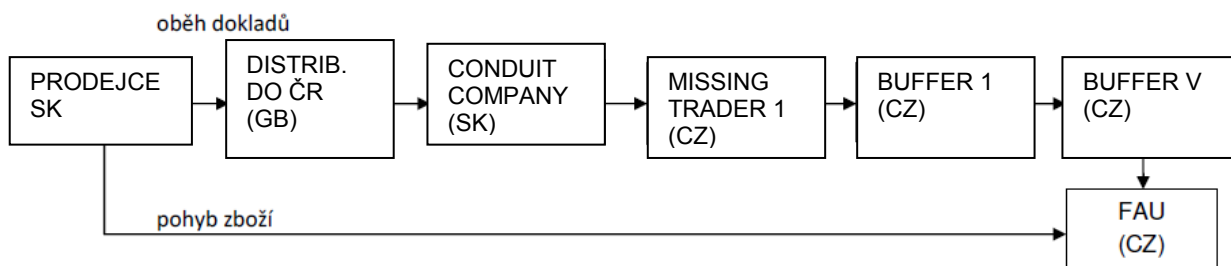 oběh dokladů
PRODEJCE
SK
DISTRIB.
DO ČR
(GB)
CONDUIT
COMPANY
(SK)
MISSING
TRADER 1
(CZ)
BUFFER 1
(CZ)
BUFFER V
(CZ)
pohyb zboží
FAU
(CZ)